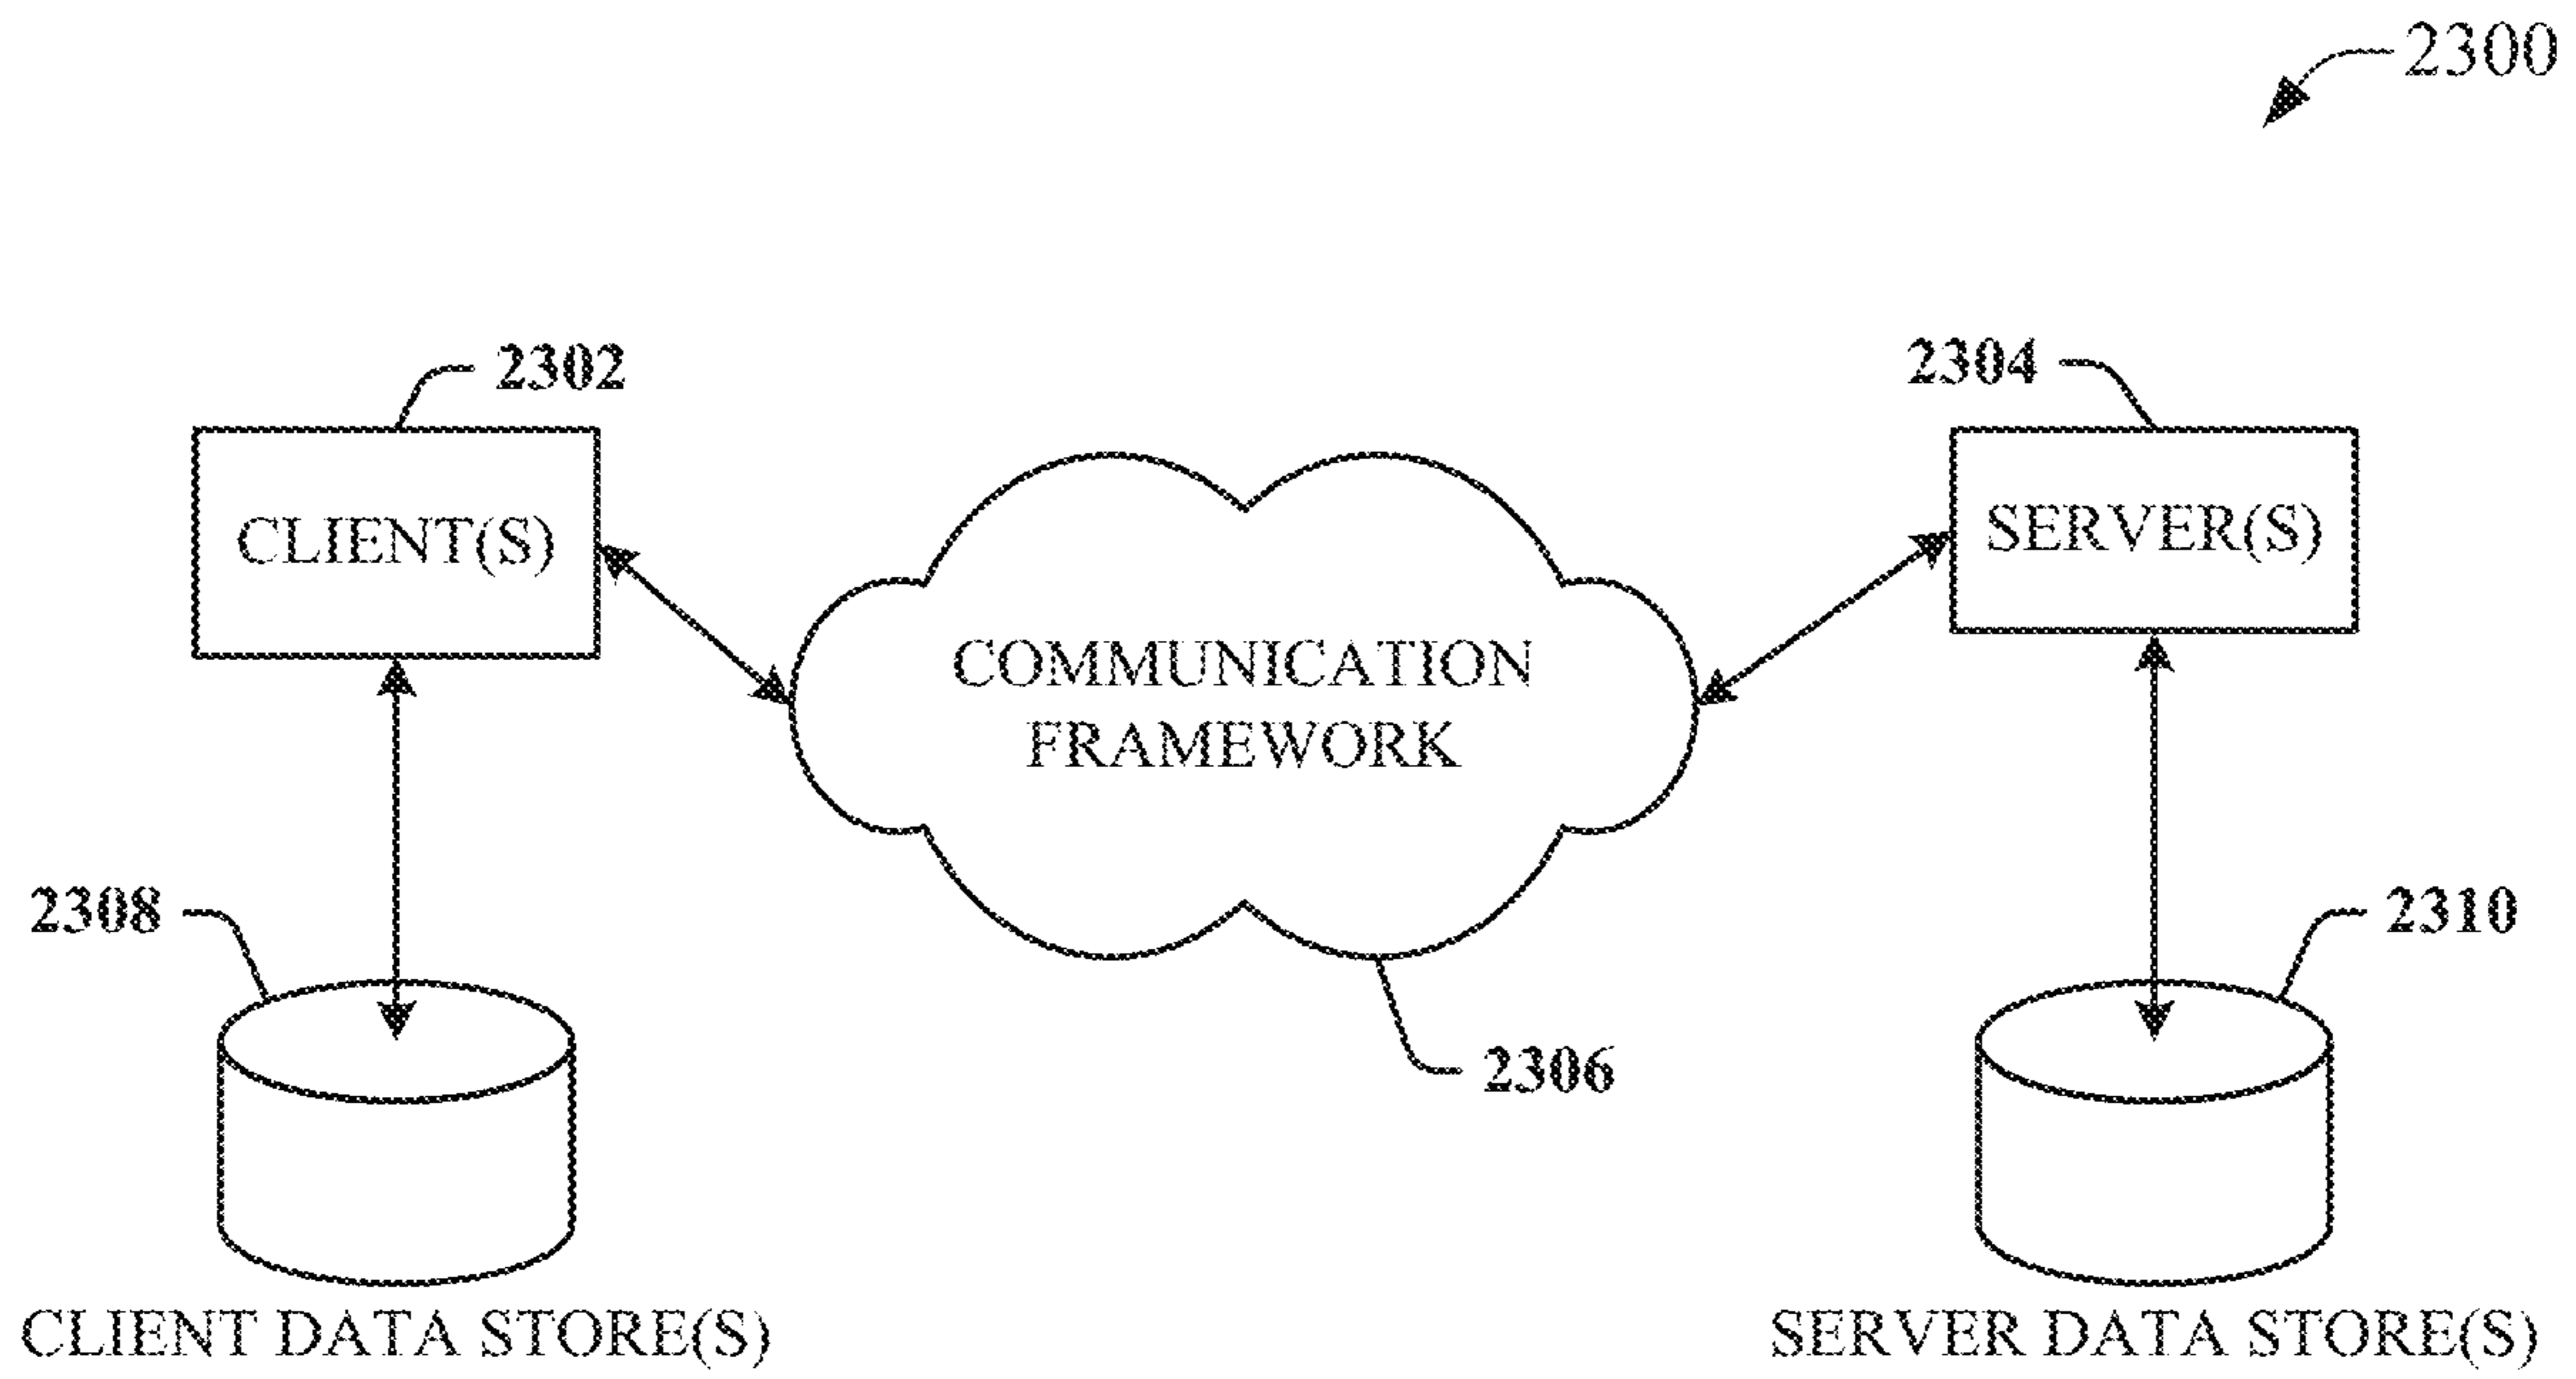 2300
2302
2304
CLIENT(S)
SERVER(S)
COMMUNICATION
FRAMEWORK
2308
2310
2306
CLIENT DATA STORE(S)
SERVER DATA STORE(S)